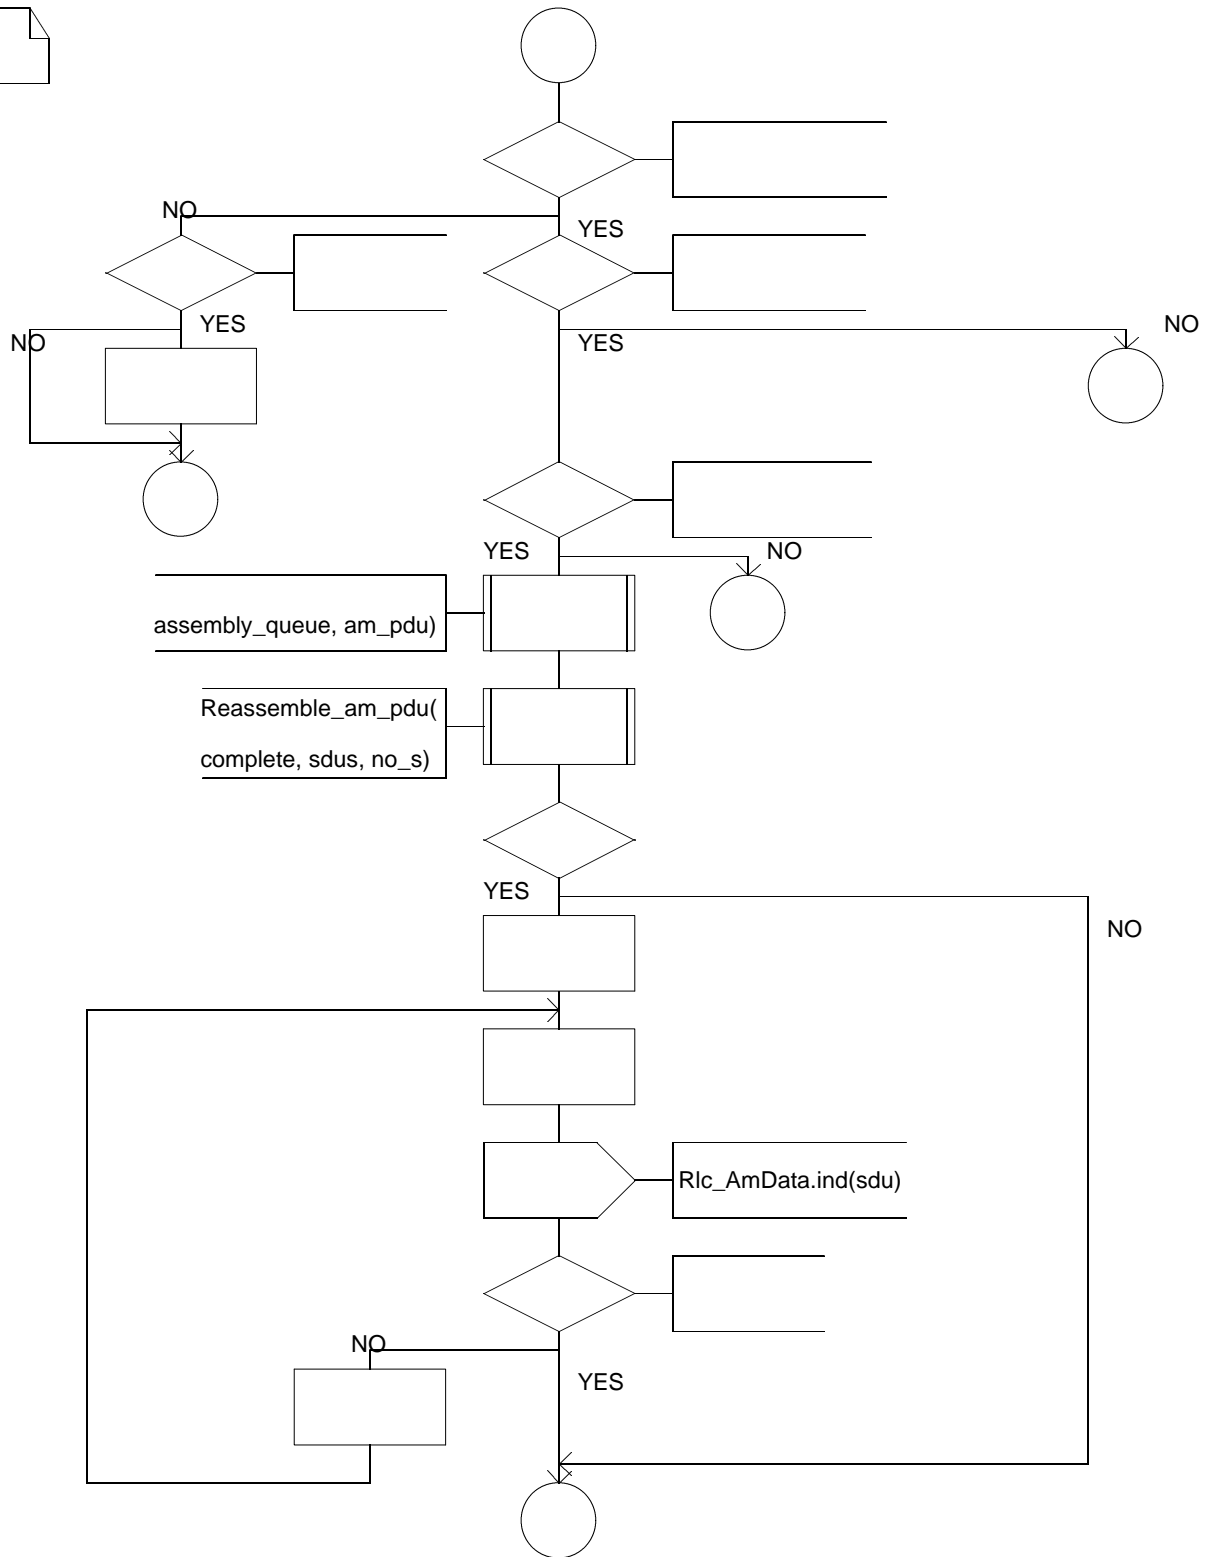 NO
YES
YES
NO
NO
YES
YES
NO
assembly_queue, am_pdu)
Reassemble_am_pdu(
complete, sdus, no_s)
YES
NO
Rlc_AmData.ind(sdu)
NO
YES